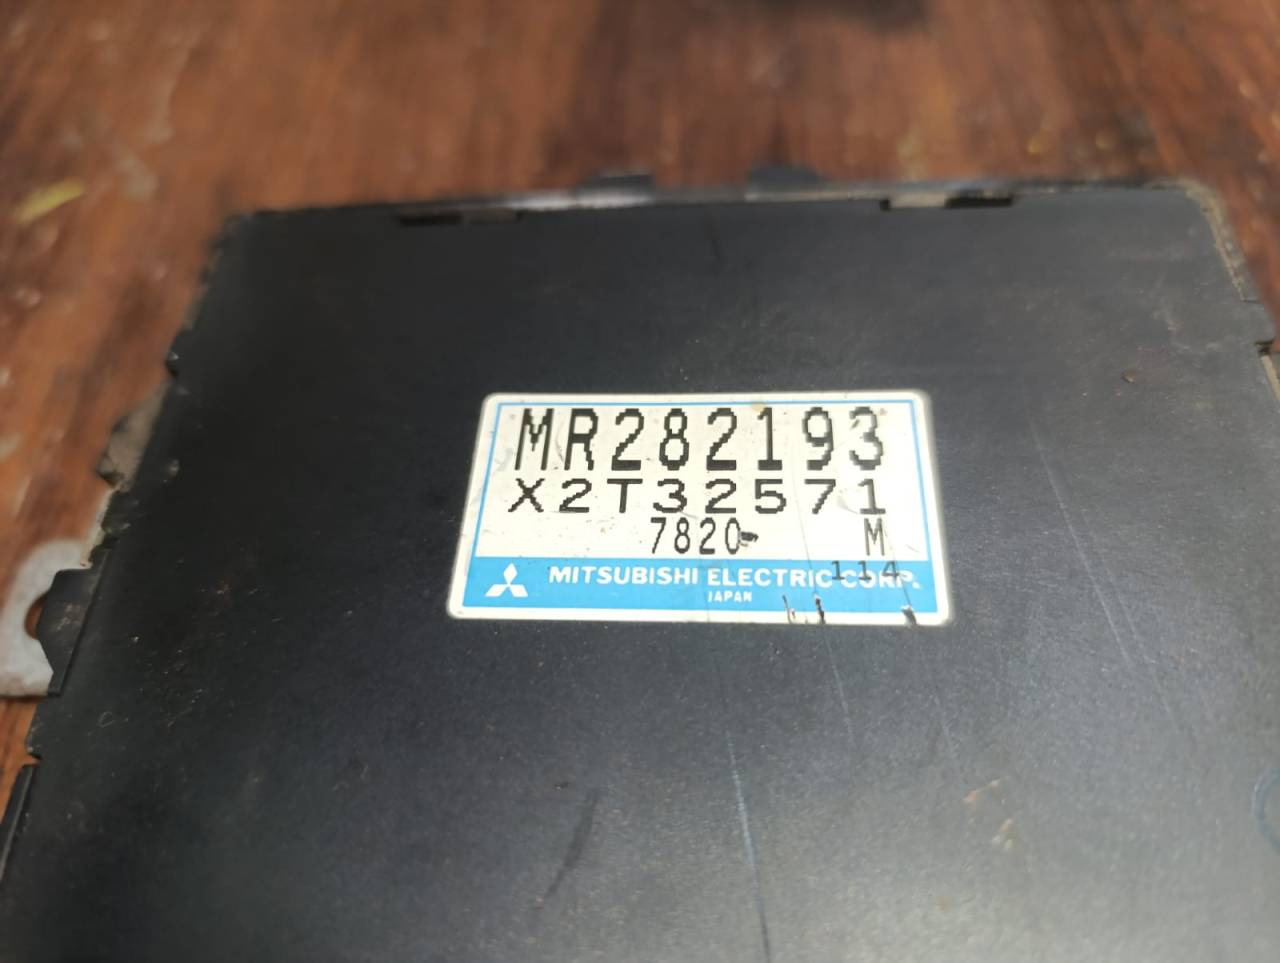 MR282193
X2T32571
7820 M
114
MITSUBISHI ELECTRIC CORP.
JAPAN